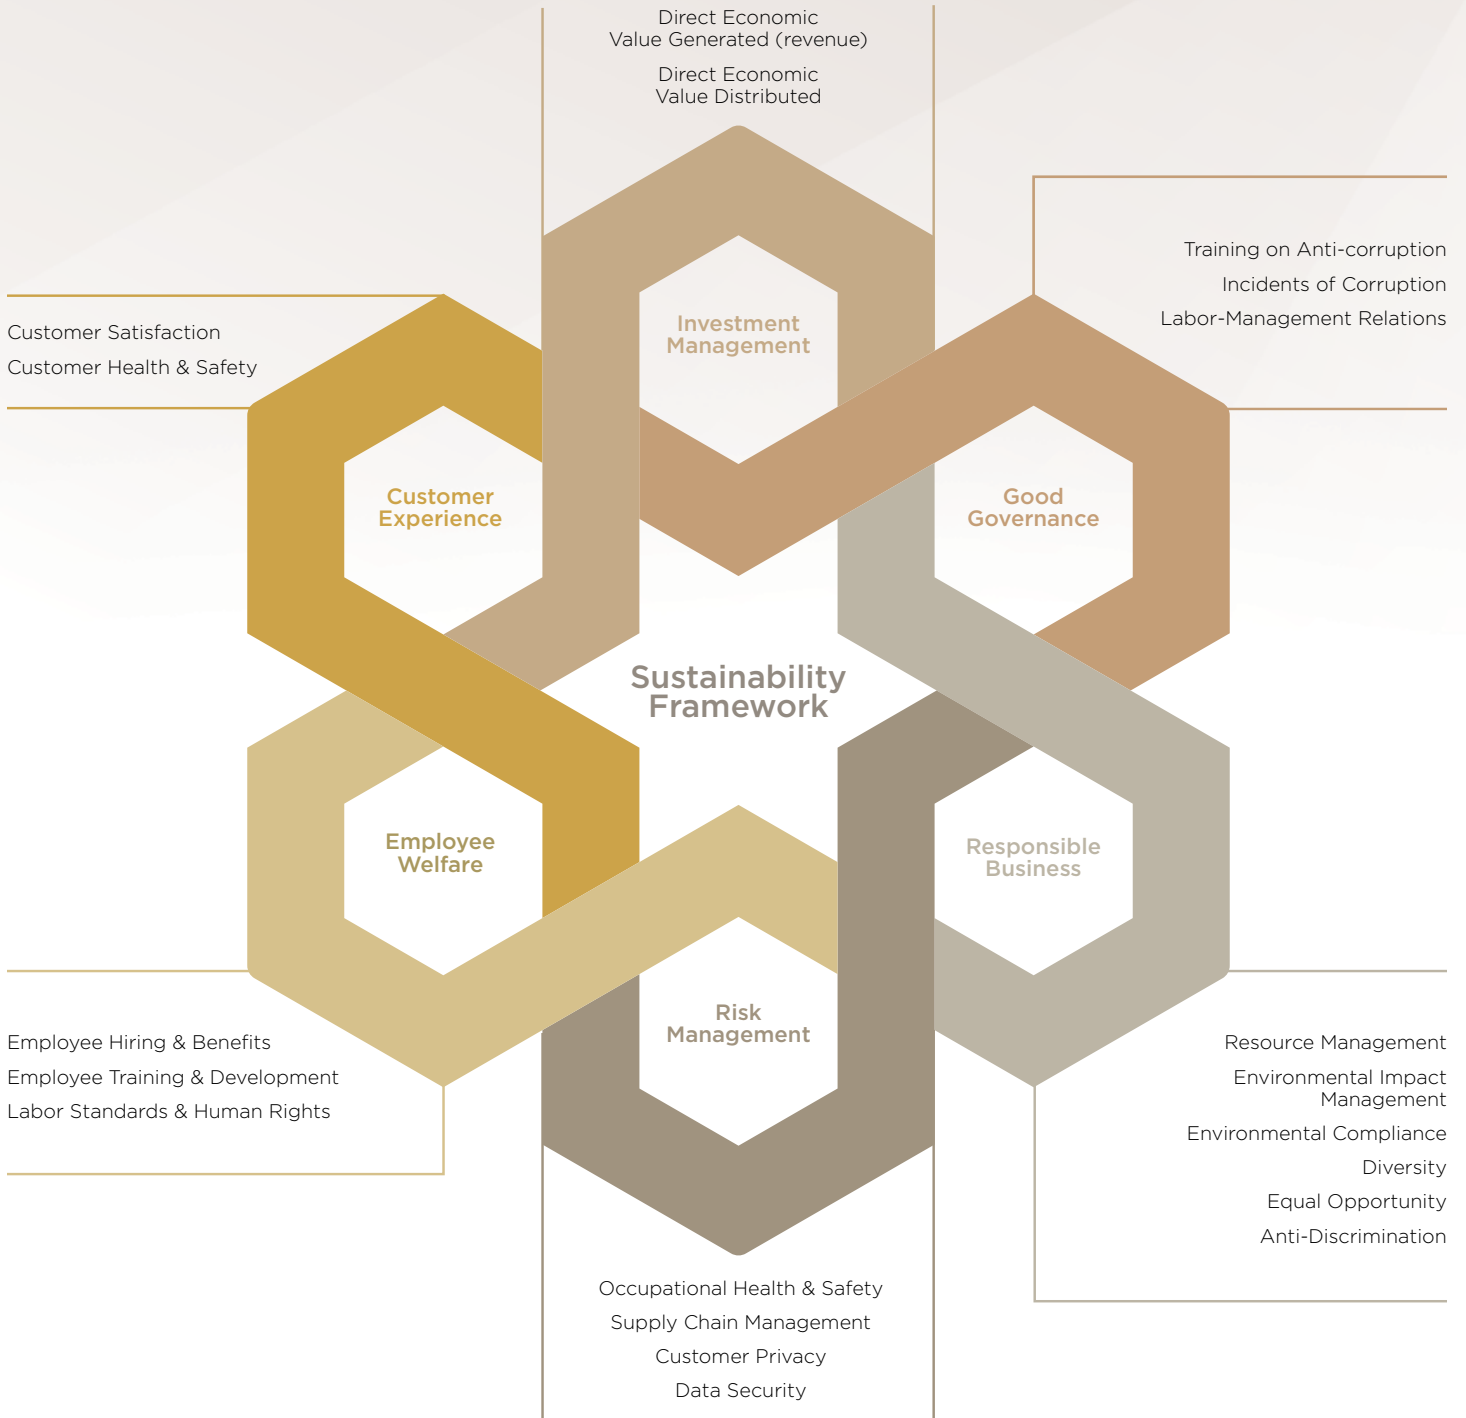 Direct Economic
Value Generated (revenue)
Direct Economic
Value Distributed
Investment
Management
Training on Anti-corruption
Incidents of Corruption
Labor-Management Relations
Good
Governance
Customer Satisfaction
Customer Health & Safety
Customer
Experience
Sustainability
Framework
Employee
Welfare
Employee Hiring & Benefits
Employee Training & Development
Labor Standards & Human Rights
Responsible
Business
Resource Management
Environmental Impact
Management
Environmental Compliance
Diversity
Equal Opportunity
Anti-Discrimination
Risk
Management
Occupational Health & Safety
Supply Chain Management
Customer Privacy
Data Security